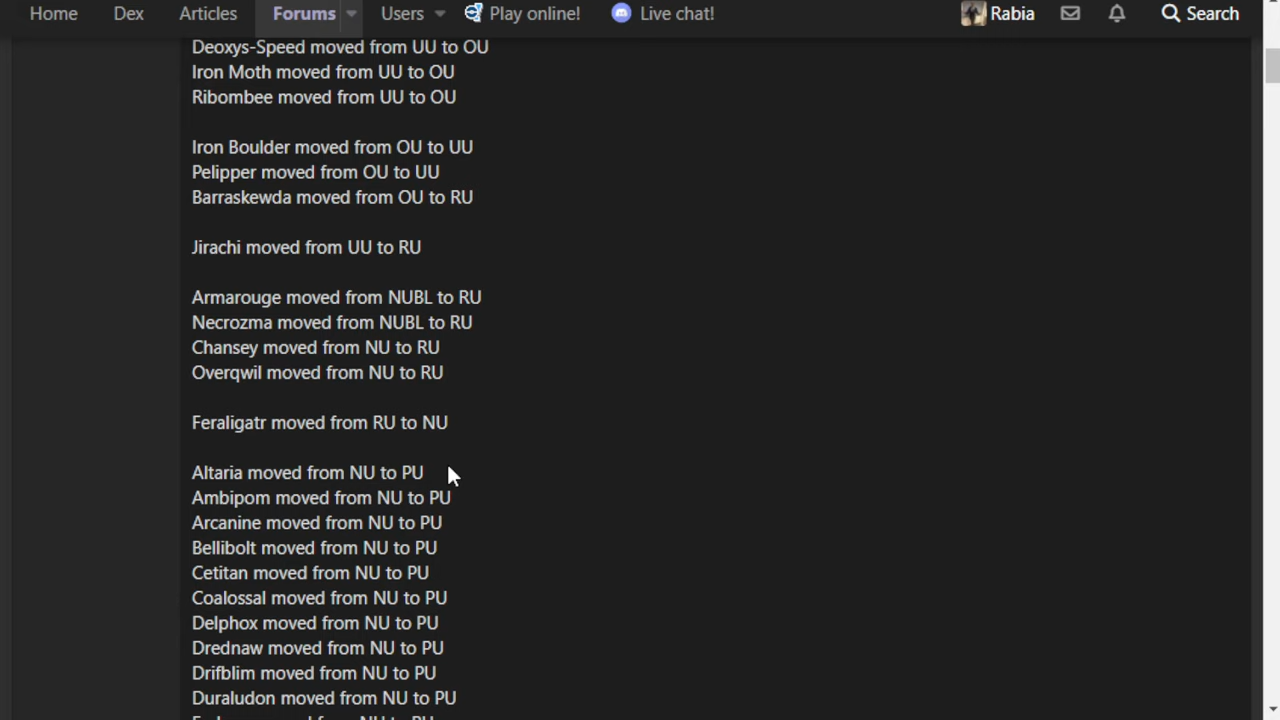 Home Dex Articles Forums Users Play online! Live chat! Rabia Search
Deoxys-Speed moved from UU to OU
Iron Moth moved from UU to OU
Ribombee moved from UU to OU
Iron Boulder moved from OU to UU
Pelipper moved from OU to UU
Barraskewda moved from OU to RU
Jirachi moved from UU to RU
Armarouge moved from NUBL to RU
Necrozma moved from NUBL to RU
Chansey moved from NU to RU
Overqwil moved from NU to RU
Feraligatr moved from RU to NU
Altaria moved from NU to PU
Ambipom moved from NU to PU
Arcanine moved from NU to PU
Bellibolt moved from NU to PU
Cetitan moved from NU to PU
Coalossal moved from NU to PU
Delphox moved from NU to PU
Drednaw moved from NU to PU
Drifblim moved from NU to PU
Duraludon moved from NU to PU